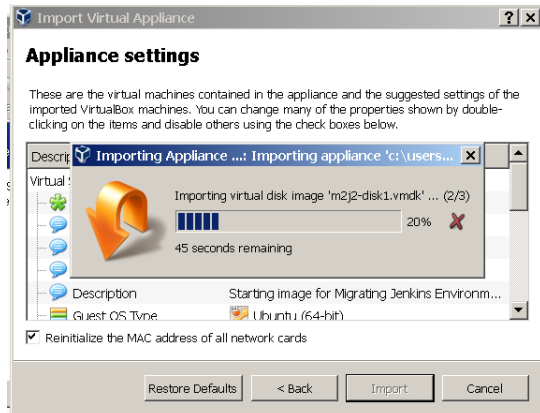 Import Virtual Appliance
Appliance settings
These are the virtual machines contained in the appliance and the suggested settings of the
imported VirtualBox machines. You can change many of the properties shown by double-
clicking on the items and disable others using the check boxes below.
Descrip
Importing Appliance ...: Importing appliance 'c:\users...
Virtual S
Importing virtual disk image 'm2j2-disk1.vmdk' ... (2/3)
20%
45 seconds remaining
Description Starting image for Migrating Jenkins Environm...
Guest OS Type Ubuntu (64-bit)
Reinitialize the MAC address of all network cards
Restore Defaults < Back Import Cancel